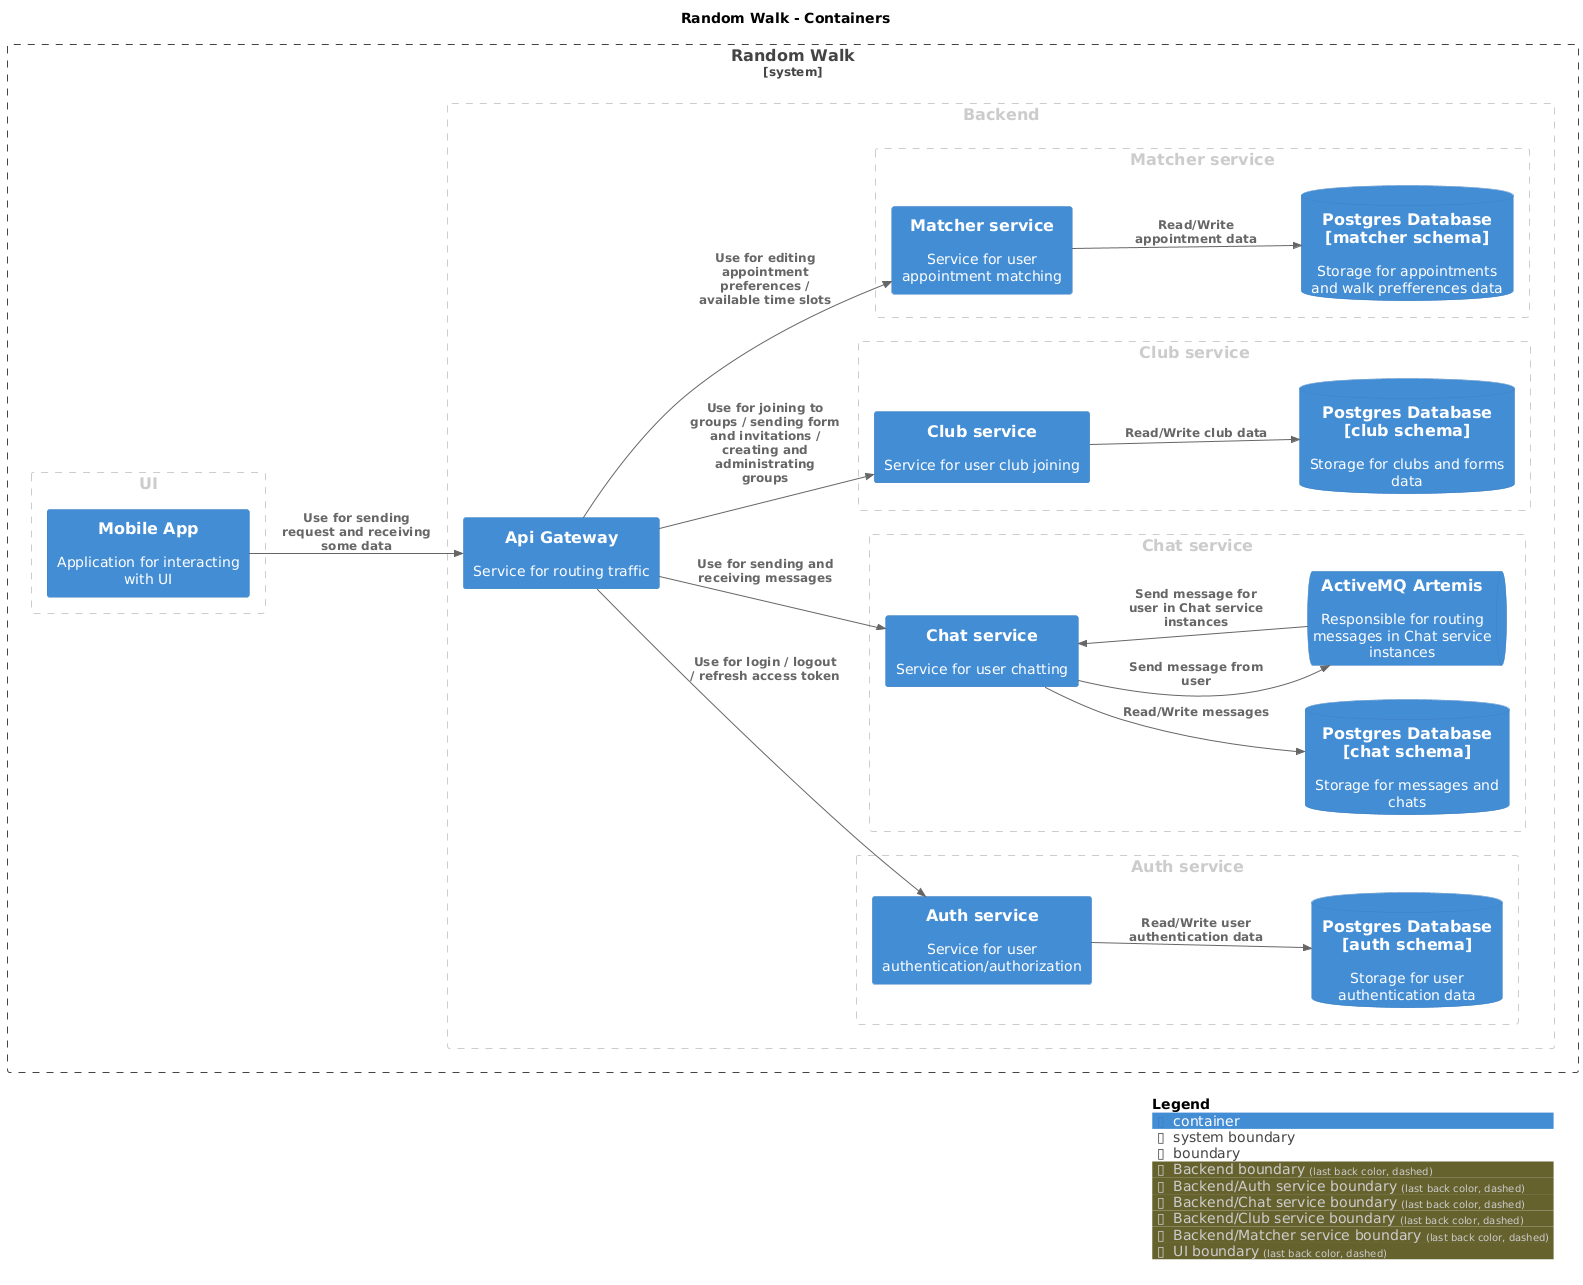 Random Walk - Containers
Random Walk
[system]
Backend
Matcher service
Matcher service
Service for user
appointment matching
Read/Write
appointment data
Postgres Database
[matcher schema]
Storage for appointments
and walk prefferences data
Use for editing
appointment
preferences /
available time slots
Club service
Club service
Service for user club joining
Read/Write club data
Postgres Database
[club schema]
Storage for clubs and forms
data
Use for joining to
groups / sending form
and invitations /
creating and
administrating
groups
UI
Mobile App
Application for interacting
with UI
Use for sending
request and receiving
some data
Api Gateway
Service for routing traffic
Use for sending and
receiving messages
Chat service
Chat service
Service for user chatting
Send message for
user in Chat service
instances
ActiveMQ Artemis
Responsible for routing
messages in Chat service
instances
Send message from
user
Read/Write messages
Postgres Database
[chat schema]
Storage for messages and
chats
Use for login / logout
/ refresh access token
Auth service
Auth service
Service for user
authentication/authorization
Read/Write user
authentication data
Postgres Database
[auth schema]
Storage for user
authentication data
Legend
container
system boundary
boundary
Backend boundary (last back color, dashed)
Backend/Auth service boundary (last back color, dashed)
Backend/Chat service boundary (last back color, dashed)
Backend/Club service boundary (last back color, dashed)
Backend/Matcher service boundary (last back color, dashed)
UI boundary (last back color, dashed)